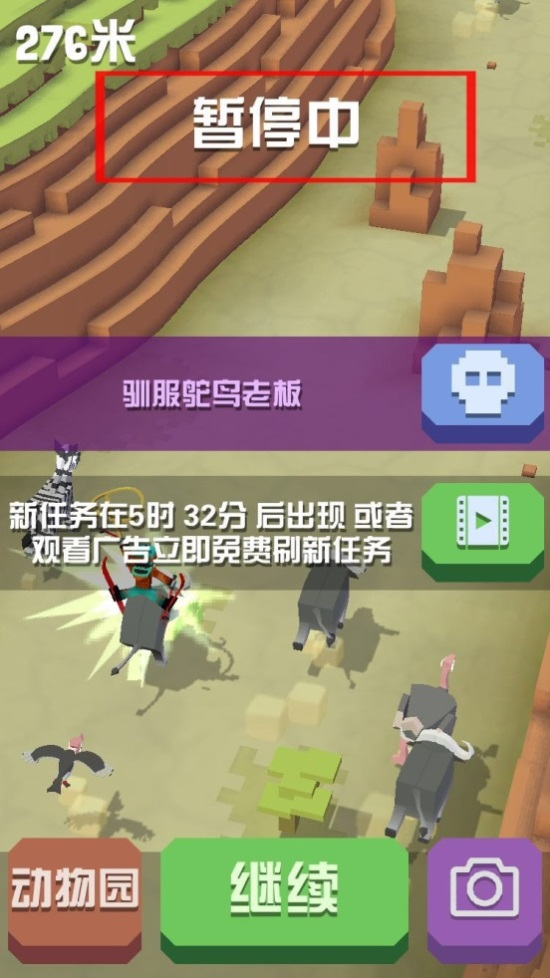 276米
暂停中
驯服鸵鸟老板
新任务在5时 32分 后出现 或者
观看广告立即免费刷新任务
动物园
继续